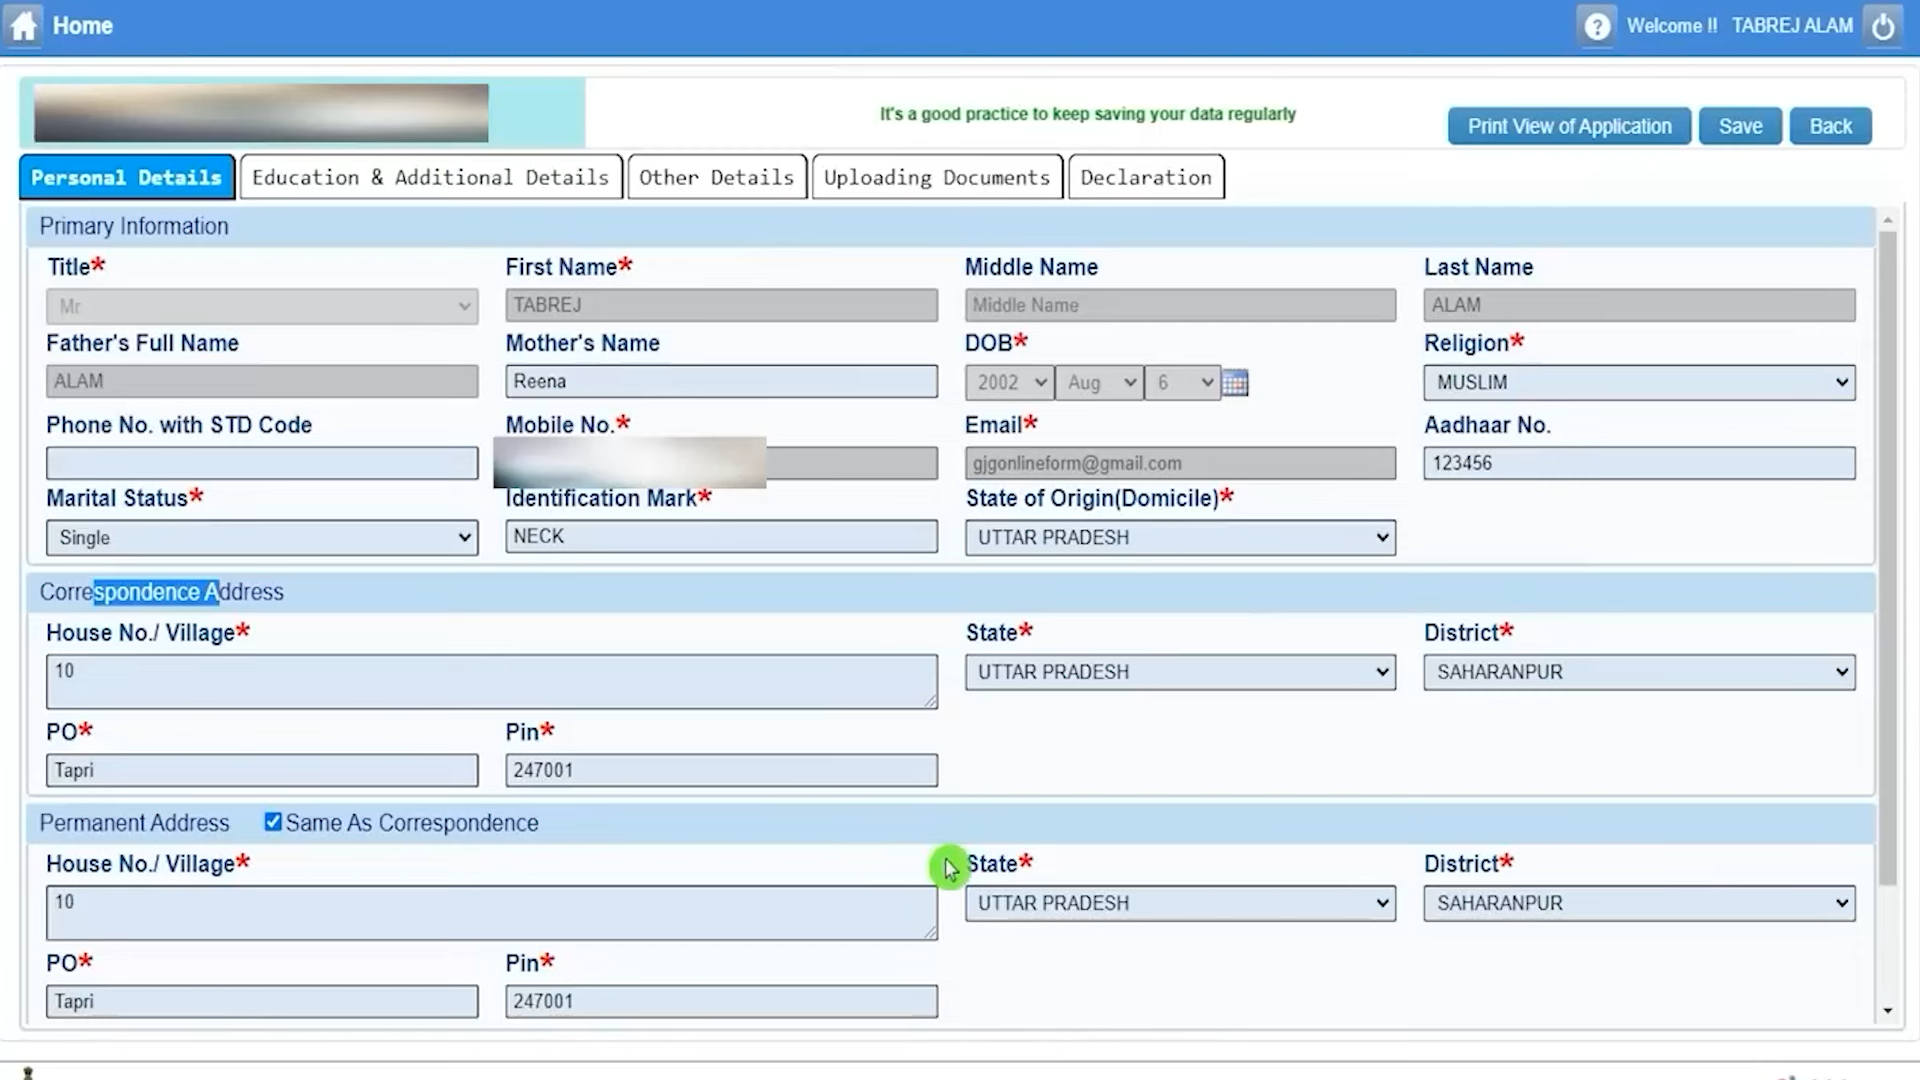 Home
Welcome !! TABREJ ALAM
It's a good practice to keep saving your data regularly
Print View of Application Save Back
Personal Details Education & Additional Details Other Details Uploading Documents Declaration
Primary Information
Title* First Name* Middle Name Last Name
Mr TABREJ Middle Name ALAM
Father's Full Name Mother's Name DOB* Religion*
ALAM Reena 2002 Aug 6 MUSLIM
Phone No. with STD Code Mobile No.* Email* Aadhaar No.
gjgonlineform@gmail.com 123456
Marital Status* Identification Mark* State of Origin(Domicile)*
Single NECK UTTAR PRADESH
Correspondence Address
House No./ Village* State* District*
10 UTTAR PRADESH SAHARANPUR
PO* Pin*
Tapri 247001
Permanent Address Same As Correspondence
House No./ Village* State* District*
10 UTTAR PRADESH SAHARANPUR
PO* Pin*
Tapri 247001